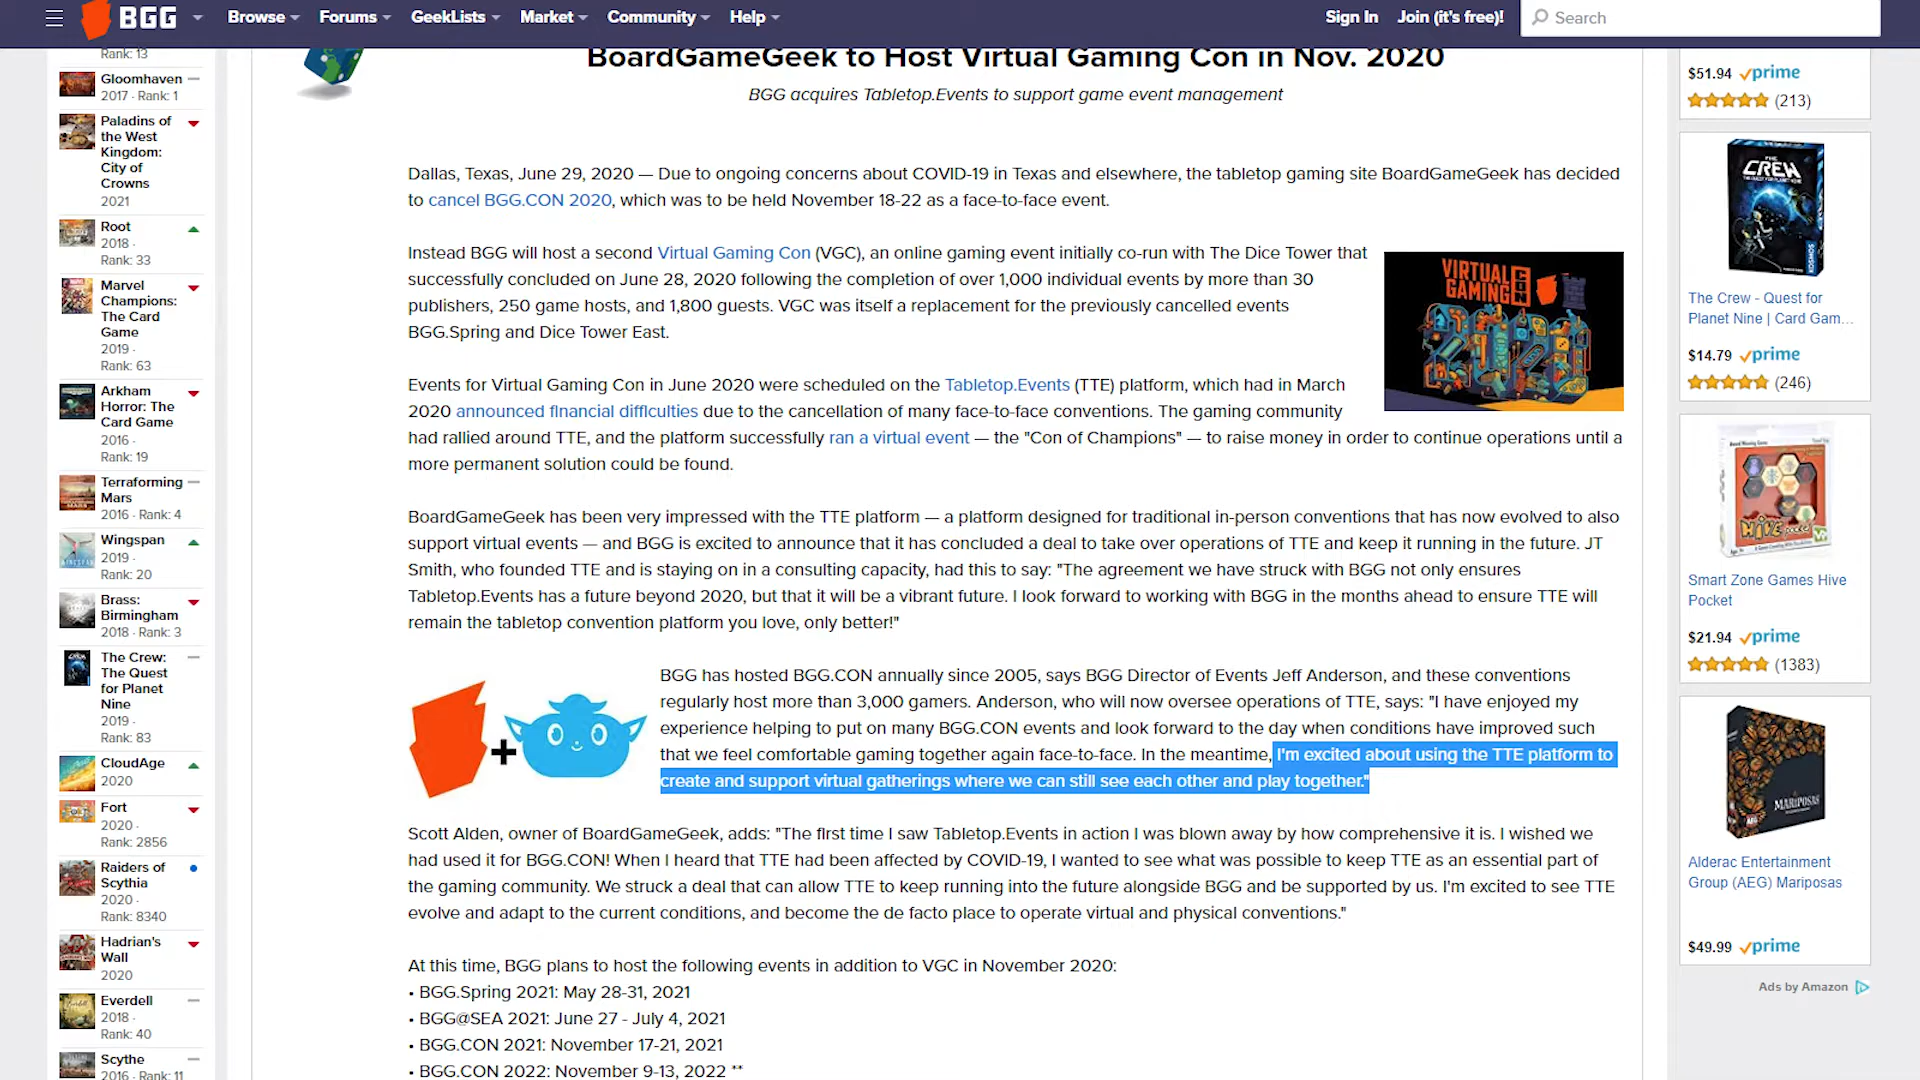 BGG
Browse
Forums
GeekLists
Market
Community
Help
Sign In
Join (it's free)!
Search
Rank: 13
Gloomhaven
2017 · Rank: 1
Paladins of
the West
Kingdom:
City of
Crowns
2021
Root
2018 ·
Rank: 33
Marvel
Champions:
The Card
Game
2019 ·
Rank: 63
Arkham
Horror: The
Card Game
2016 ·
Rank: 19
Terraforming
Mars
2016 · Rank: 4
Wingspan
2019 ·
Rank: 20
Brass:
Birmingham
2018 · Rank: 3
The Crew:
The Quest
for Planet
Nine
2019 ·
Rank: 83
CloudAge
2020
Fort
2020 ·
Rank: 2856
Raiders of
Scythia
2020 ·
Rank: 8340
Hadrian's
Wall
2020
Everdell
2018 ·
Rank: 40
Scythe
2016 · Rank: 11
BoardGameGeek to Host Virtual Gaming Con in Nov. 2020
BGG acquires Tabletop.Events to support game event management
Dallas, Texas, June 29, 2020 — Due to ongoing concerns about COVID-19 in Texas and elsewhere, the tabletop gaming site BoardGameGeek has decided
to cancel BGG.CON 2020, which was to be held November 18-22 as a face-to-face event.
Instead BGG will host a second Virtual Gaming Con (VGC), an online gaming event initially co-run with The Dice Tower that
successfully concluded on June 28, 2020 following the completion of over 1,000 individual events by more than 30
publishers, 250 game hosts, and 1,800 guests. VGC was itself a replacement for the previously cancelled events
BGG.Spring and Dice Tower East.
VIRTUAL
GAMING CON
2020
Events for Virtual Gaming Con in June 2020 were scheduled on the Tabletop.Events (TTE) platform, which had in March
2020 announced financial difficulties due to the cancellation of many face-to-face conventions. The gaming community
had rallied around TTE, and the platform successfully ran a virtual event — the "Con of Champions" — to raise money in order to continue operations until a
more permanent solution could be found.
BoardGameGeek has been very impressed with the TTE platform — a platform designed for traditional in-person conventions that has now evolved to also
support virtual events — and BGG is excited to announce that it has concluded a deal to take over operations of TTE and keep it running in the future. JT
Smith, who founded TTE and is staying on in a consulting capacity, had this to say: "The agreement we have struck with BGG not only ensures
Tabletop.Events has a future beyond 2020, but that it will be a vibrant future. I look forward to working with BGG in the months ahead to ensure TTE will
remain the tabletop convention platform you love, only better!"
+
BGG has hosted BGG.CON annually since 2005, says BGG Director of Events Jeff Anderson, and these conventions
regularly host more than 3,000 gamers. Anderson, who will now oversee operations of TTE, says: "I have enjoyed my
experience helping to put on many BGG.CON events and look forward to the day when conditions have improved such
that we feel comfortable gaming together again face-to-face. In the meantime, I'm excited about using the TTE platform to
create and support virtual gatherings where we can still see each other and play together."
Scott Alden, owner of BoardGameGeek, adds: "The first time I saw Tabletop.Events in action I was blown away by how comprehensive it is. I wished we
had used it for BGG.CON! When I heard that TTE had been affected by COVID-19, I wanted to see what was possible to keep TTE as an essential part of
the gaming community. We struck a deal that can allow TTE to keep running into the future alongside BGG and be supported by us. I'm excited to see TTE
evolve and adapt to the current conditions, and become the de facto place to operate virtual and physical conventions."
At this time, BGG plans to host the following events in addition to VGC in November 2020:
• BGG.Spring 2021: May 28-31, 2021
• BGG@SEA 2021: June 27 - July 4, 2021
• BGG.CON 2021: November 17-21, 2021
• BGG.CON 2022: November 9-13, 2022 **
$51.94 prime
(213)
THE
CREW
KOSMOS
The Crew - Quest for
Planet Nine | Card Gam...
$14.79 prime
(246)
HIVE pocket
Smart Zone Games Hive
Pocket
$21.94 prime
(1383)
MARIPOSAS
Alderac Entertainment
Group (AEG) Mariposas
$49.99 prime
Ads by Amazon